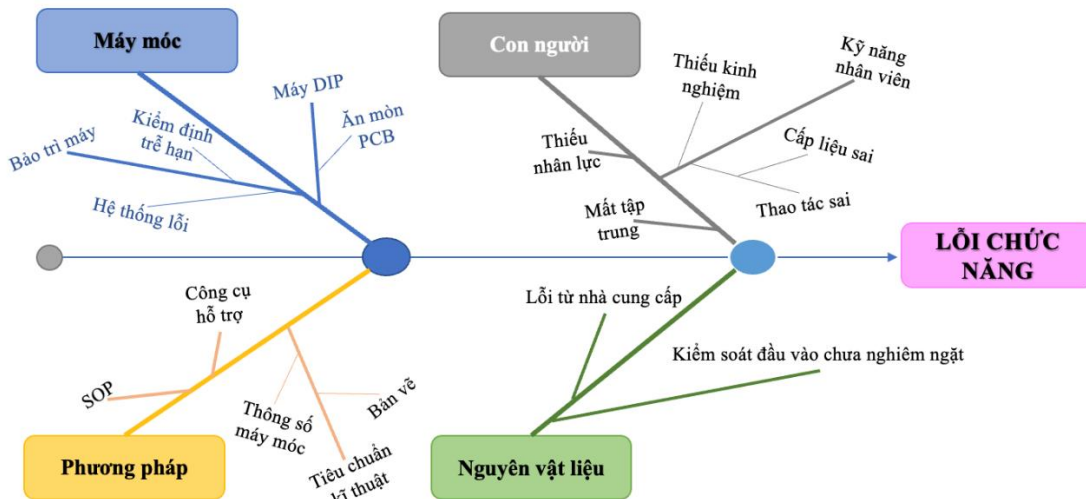 Máy móc
Con người
Máy DIP
Ăn mòn
PCB
Kiểm định
trễ hạn
Bảo trì máy
Hệ thống lỗi
Thiếu kinh
nghiệm
Kỹ năng
nhân viên
Thiếu
nhân lực
Cấp liệu sai
Thao tác sai
Mất tập
trung
LỖI CHỨC
NĂNG
Công cụ
hỗ trợ
SOP
Thông số
máy móc
Bản vẽ
Tiêu chuẩn
kĩ thuật
Phương pháp
Lỗi từ nhà cung cấp
Kiểm soát đầu vào chưa nghiêm ngặt
Nguyên vật liệu